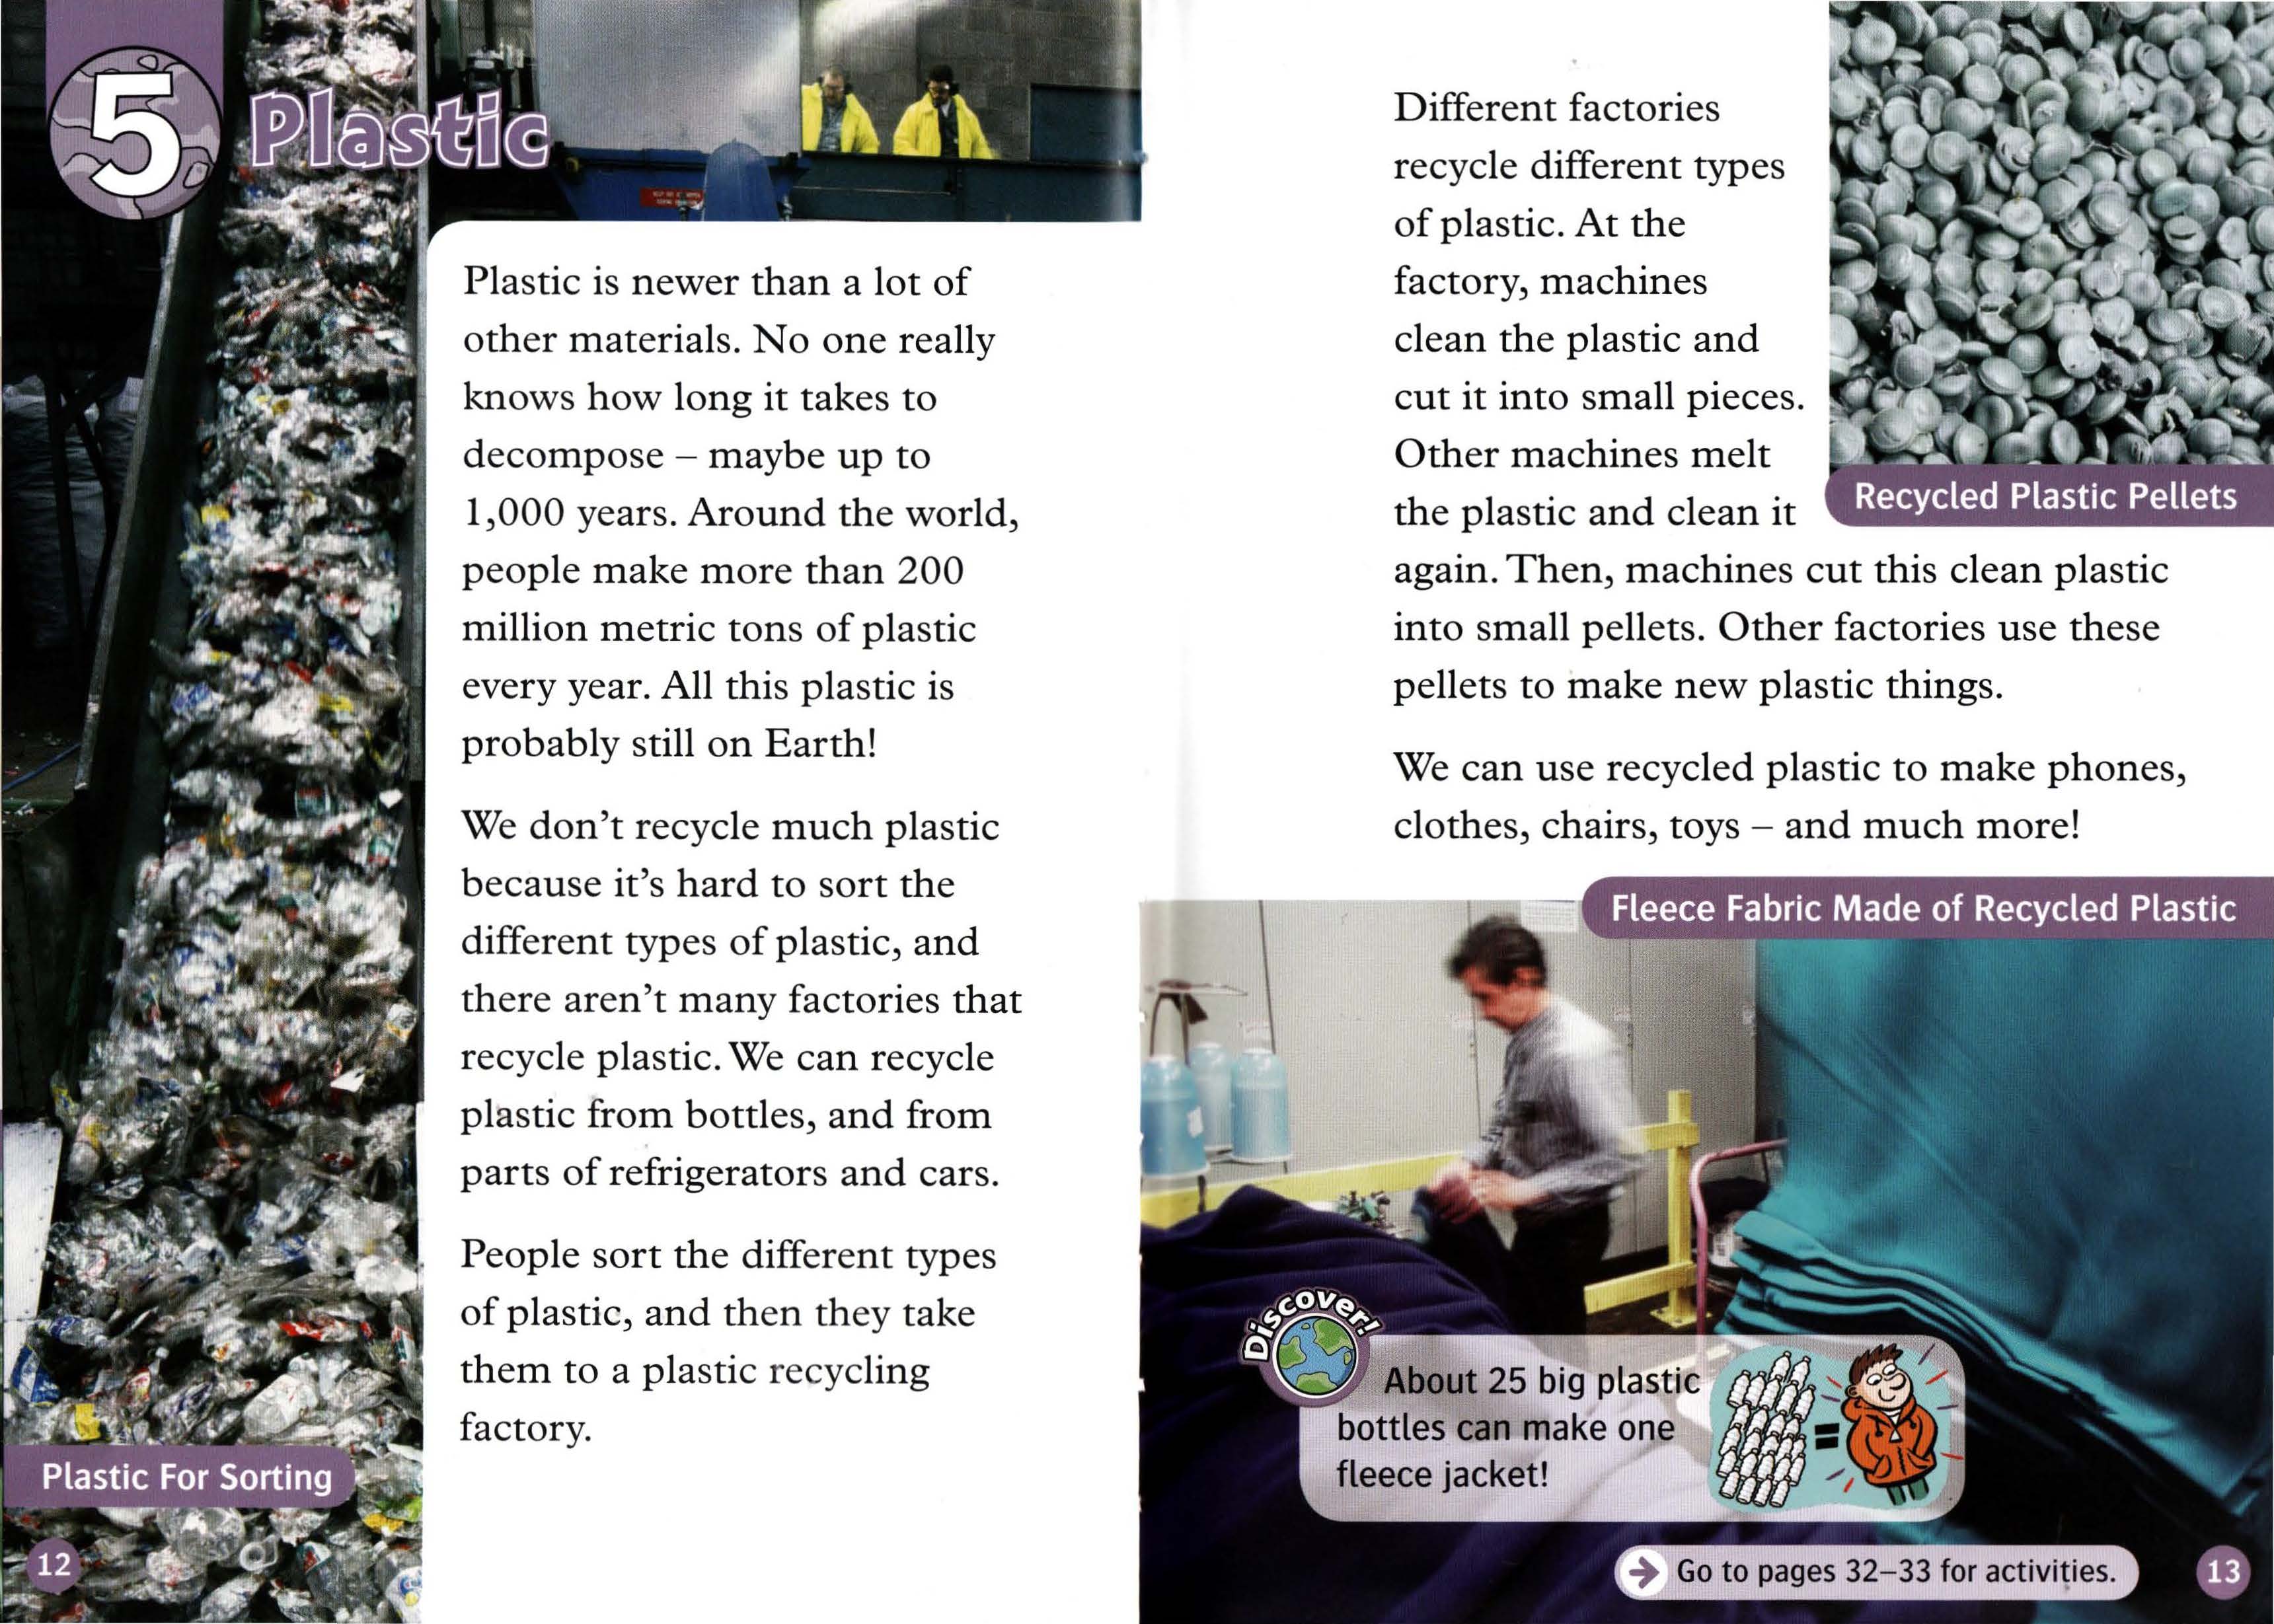 5
Plastic
Plastic is newer than a lot of
other materials. No one really
knows how long it takes to
decompose – maybe up to
1,000 years. Around the world,
people make more than 200
million metric tons of plastic
every year. All this plastic is
probably still on Earth!
We don't recycle much plastic
because it's hard to sort the
different types of plastic, and
there aren't many factories that
recycle plastic. We can recycle
plastic from bottles, and from
parts of refrigerators and cars.
People sort the different types
of plastic, and then they take
them to a plastic recycling
factory.
Plastic For Sorting
12
Different factories
recycle different types
of plastic. At the
factory, machines
clean the plastic and
cut it into small pieces.
Other machines melt
the plastic and clean it
again. Then, machines cut this clean plastic
into small pellets. Other factories use these
pellets to make new plastic things.
Recycled Plastic Pellets
We can use recycled plastic to make phones,
clothes, chairs, toys – and much more!
Fleece Fabric Made of Recycled Plastic
Discover!
About 25 big plastic
bottles can make one
fleece jacket!
=
Go to pages 32–33 for activities.
13